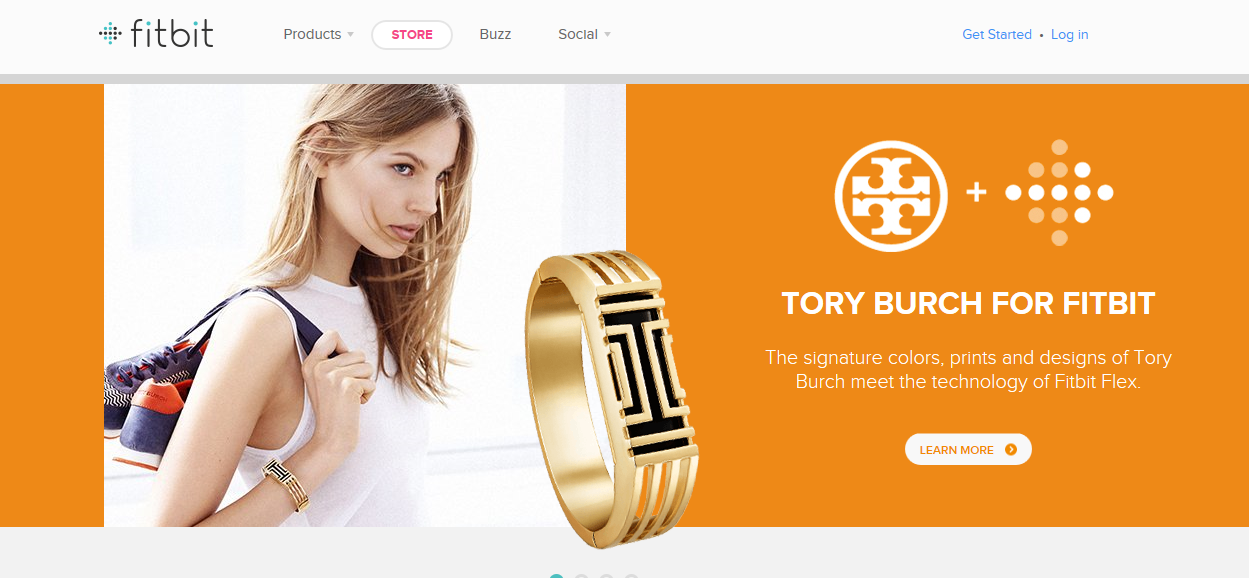 fitbit
Products
STORE
Buzz
Social
Get Started • Log in
+
TORY BURCH FOR FITBIT
The signature colors, prints and designs of Tory
Burch meet the technology of Fitbit Flex.
LEARN MORE